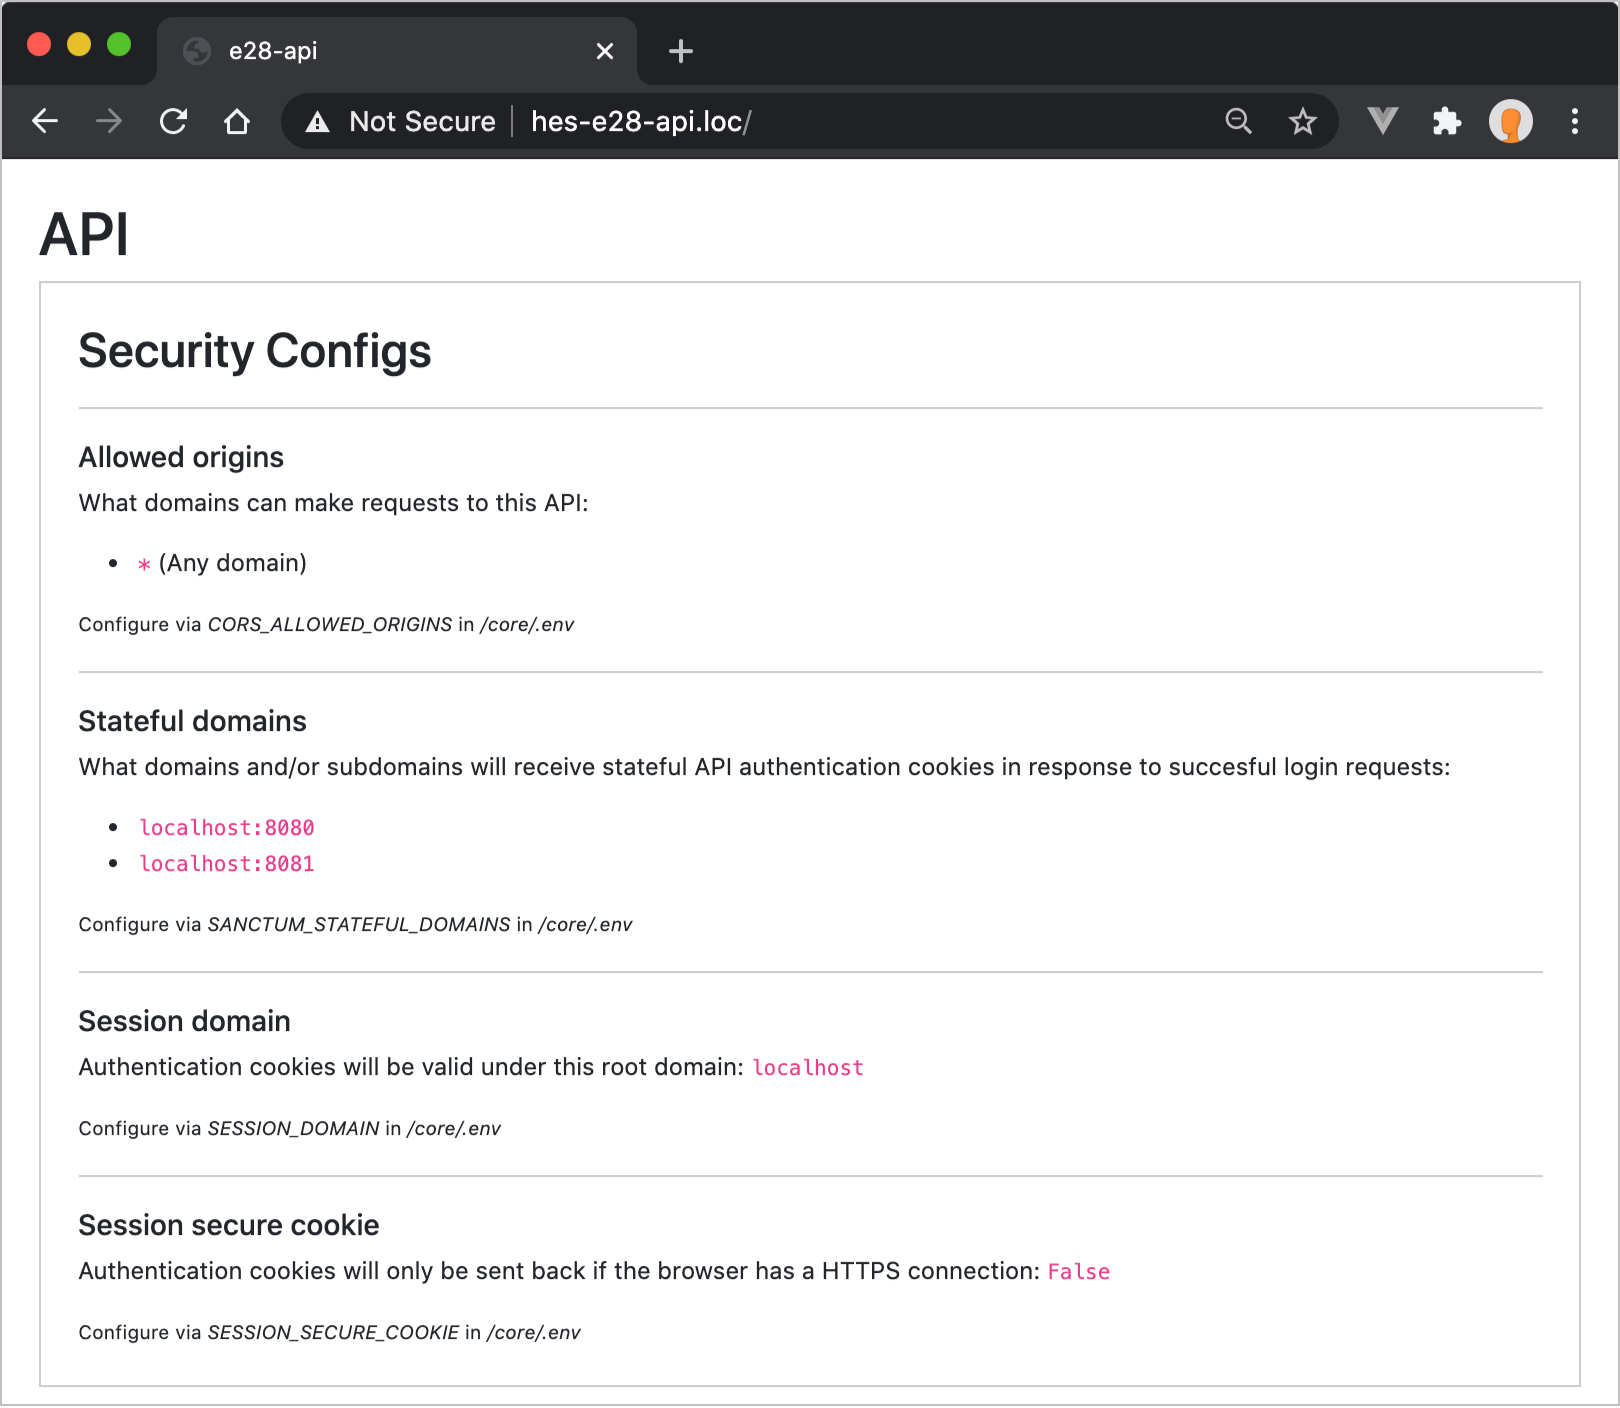 e28-api
Not Secure hes-e28-api.loc/
API
Security Configs
Allowed origins
What domains can make requests to this API:
* (Any domain)
Configure via CORS_ALLOWED_ORIGINS in /core/.env
Stateful domains
What domains and/or subdomains will receive stateful API authentication cookies in response to succesful login requests:
localhost:8080
localhost:8081
Configure via SANCTUM_STATEFUL_DOMAINS in /core/.env
Session domain
Authentication cookies will be valid under this root domain: localhost
Configure via SESSION_DOMAIN in /core/.env
Session secure cookie
Authentication cookies will only be sent back if the browser has a HTTPS connection: False
Configure via SESSION_SECURE_COOKIE in /core/.env